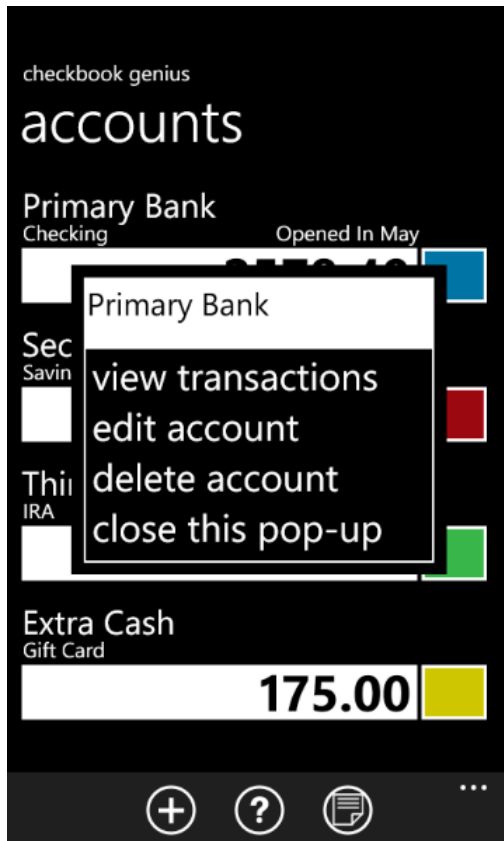 checkbook genius
accounts
Primary Bank
Checking Opened In May
Primary Bank
view transactions
edit account
delete account
close this pop-up
IRA
Extra Cash
Gift Card
175.00